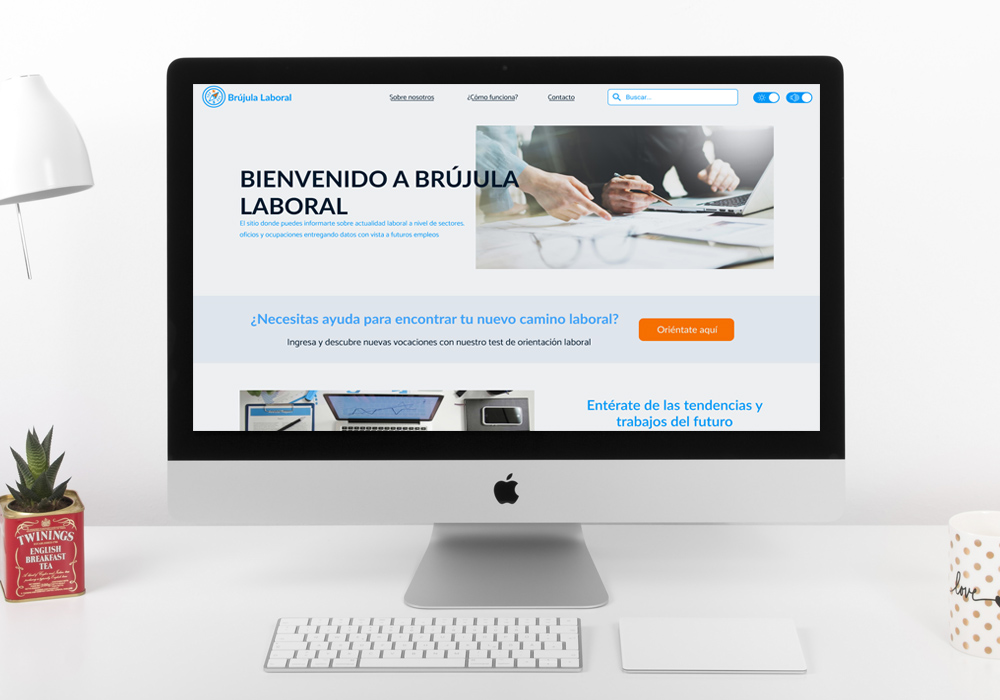 Brújula Laboral
Sobre nosotros
¿Cómo funciona?
Contacto
Buscar...
BIENVENIDO A BRÚJULA
LABORAL
El sitio donde puedes informarte sobre actualidad laboral a nivel de sectores.
oficios y ocupaciones entregando datos con vista a futuros empleos
¿Necesitas ayuda para encontrar tu nuevo camino laboral?
Ingresa y descubre nuevas vocaciones con nuestro test de orientación laboral
Oriéntate aquí
Entérate de las tendencias y
trabajos del futuro
TWININGS
ENGLISH
BREAKFAST
TEA
love